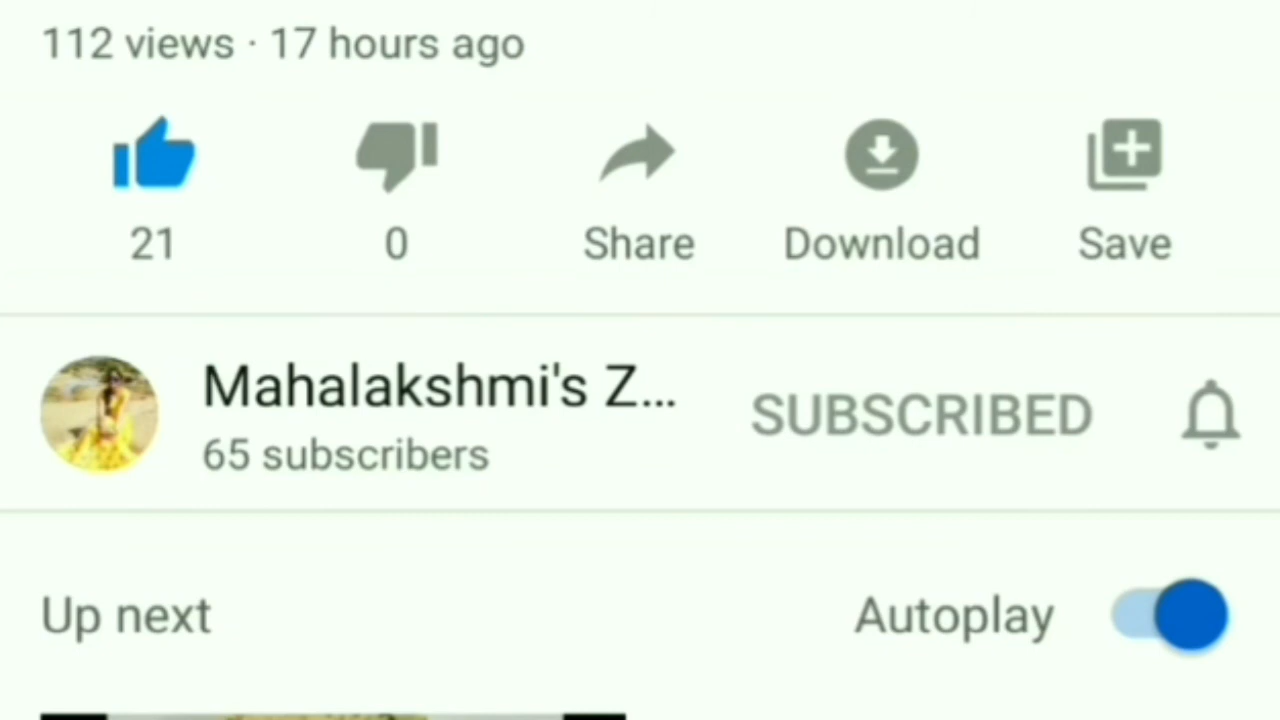 112 views · 17 hours ago
21
0
Share
Download
Save
Mahalakshmi's Z...
SUBSCRIBED
65 subscribers
Up next
Autoplay